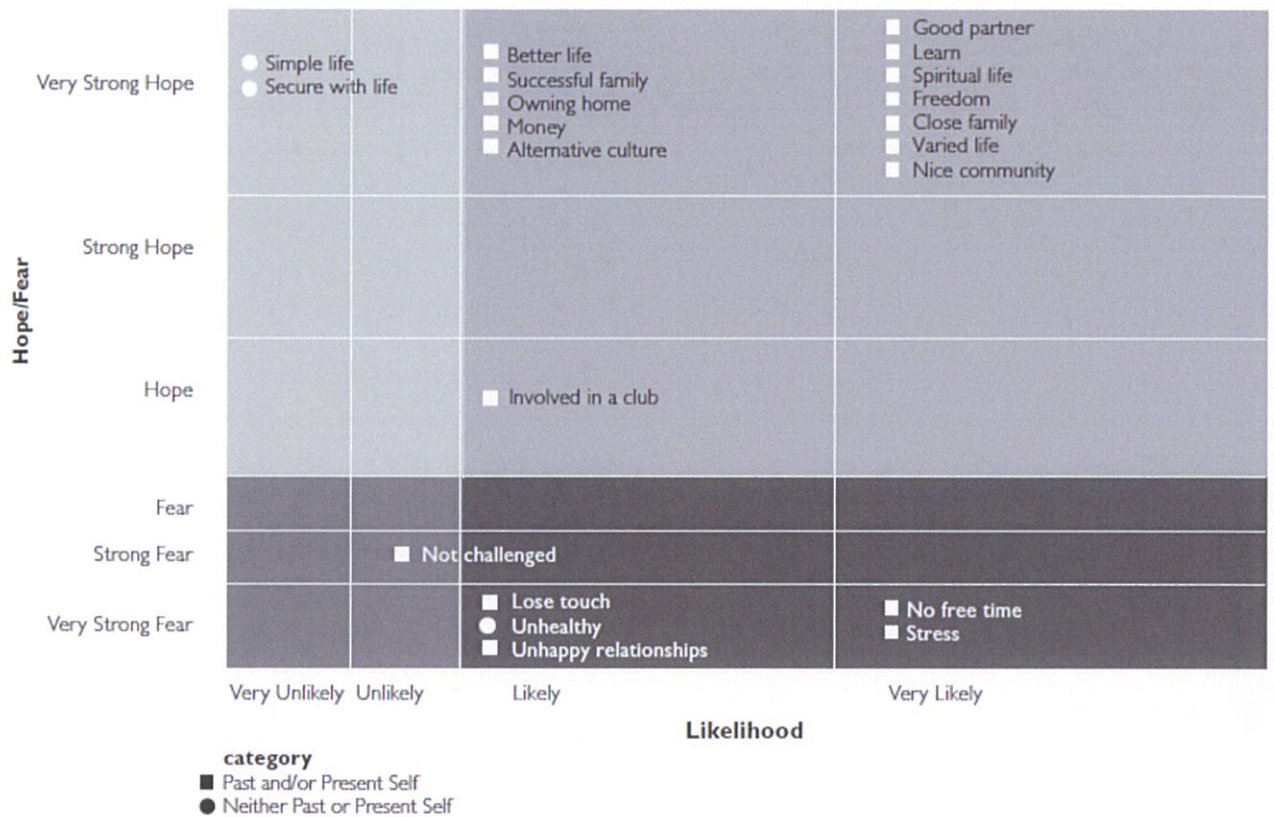 Very Strong Hope
Simple life
Secure with life
Better life
Successful family
Owning home
Money
Alternative culture
Good partner
Learn
Spiritual life
Freedom
Close family
Varied life
Nice community
Strong Hope
Hope/Fear
Hope
Involved in a club
Fear
Strong Fear
Not challenged
Very Strong Fear
Lose touch
Unhealthy
Unhappy relationships
No free time
Stress
Very Unlikely Unlikely Likely Very Likely
Likelihood
category
Past and/or Present Self
Neither Past or Present Self